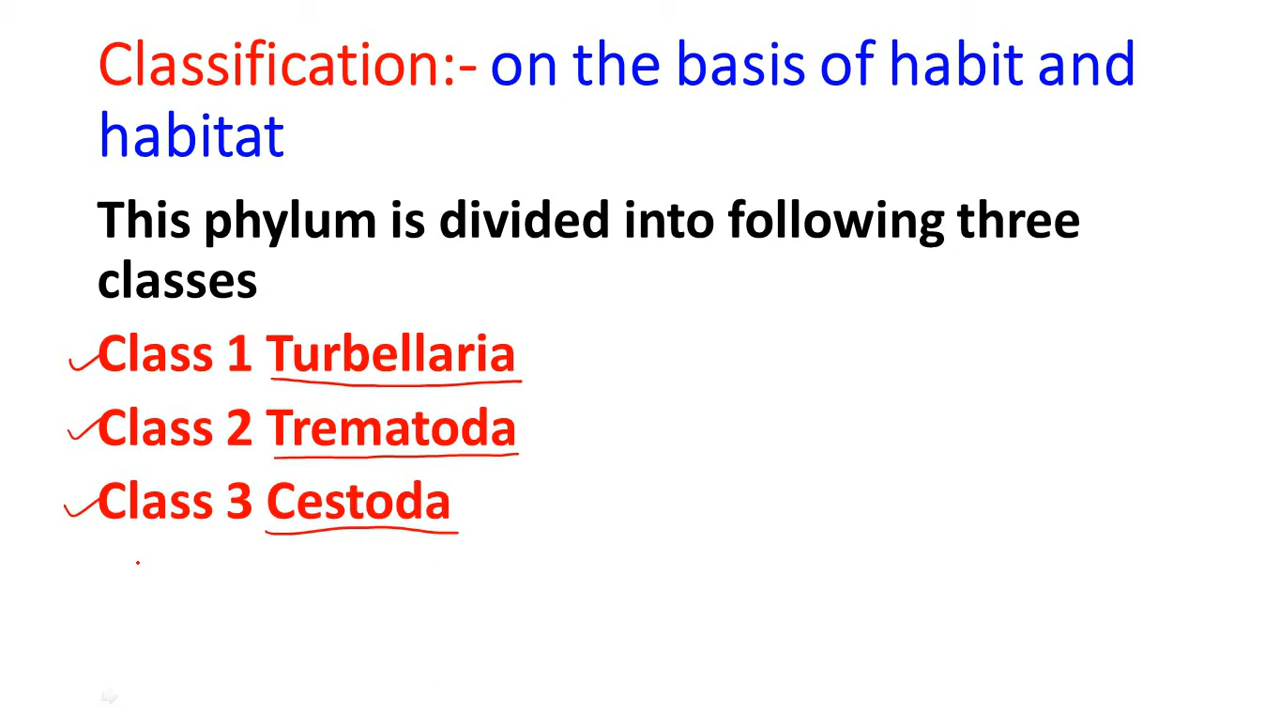 Classification:- on the basis of habit and
habitat
This phylum is divided into following three
classes
Class 1 Turbellaria
Class 2 Trematoda
Class 3 Cestoda